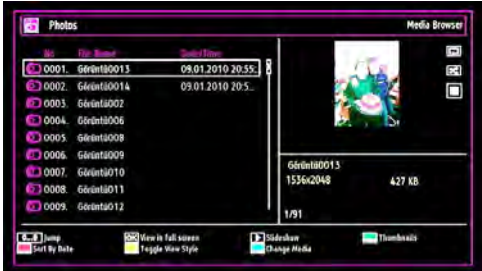 Photos Media Browser
No File Name Date/Time
0001. Görüntü0013 09.01.2010 20:55:.
0002. Görüntü0014 09.01.2010 20:5...
0003. Görüntü002
0004. Görüntü006
0005. Görüntü008
0006. Görüntü009
0007. Görüntü010
0008. Görüntü011
0009. Görüntü012
Görüntü0013
1536x2048 427 KB
1/91
0...9 Jump OK View in full screen Slideshow Thumbnails
Sort By Date Toggle View Style Change Media